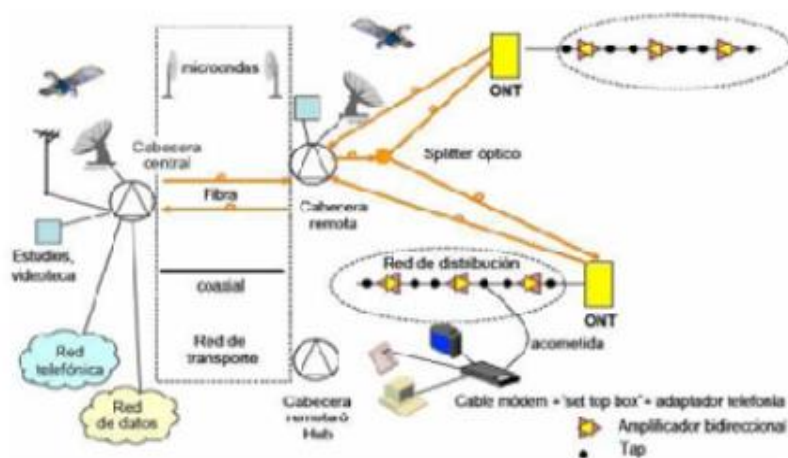 microondas
ONT
Cabecera
central
Splitter óptico
Fibra
Cabecera
remota
Estudios,
videoteca
Red de distribución
coaxial
ONT
acometida
Red
telefónica
Red de
transporte
Red
de datos
Cabecera
Hub
Cable módem + "set top box" + adaptador telefonía
Amplificador bidireccional
Tap